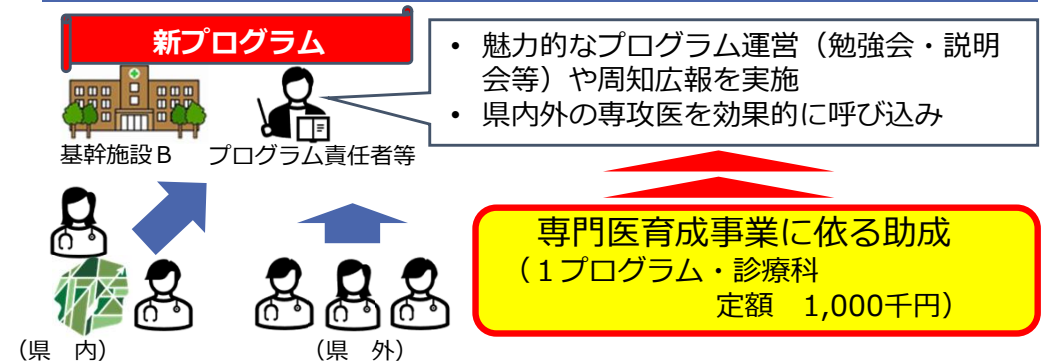 新プログラム
• 魅力的なプログラム運営（勉強会・説明
会等）や周知広報を実施
• 県内外の専攻医を効果的に呼び込み
基幹施設Ｂ
プログラム責任者等
専門医育成事業に依る助成
（１プログラム・診療科
定額　1,000千円）
（県　内）
（県　外）